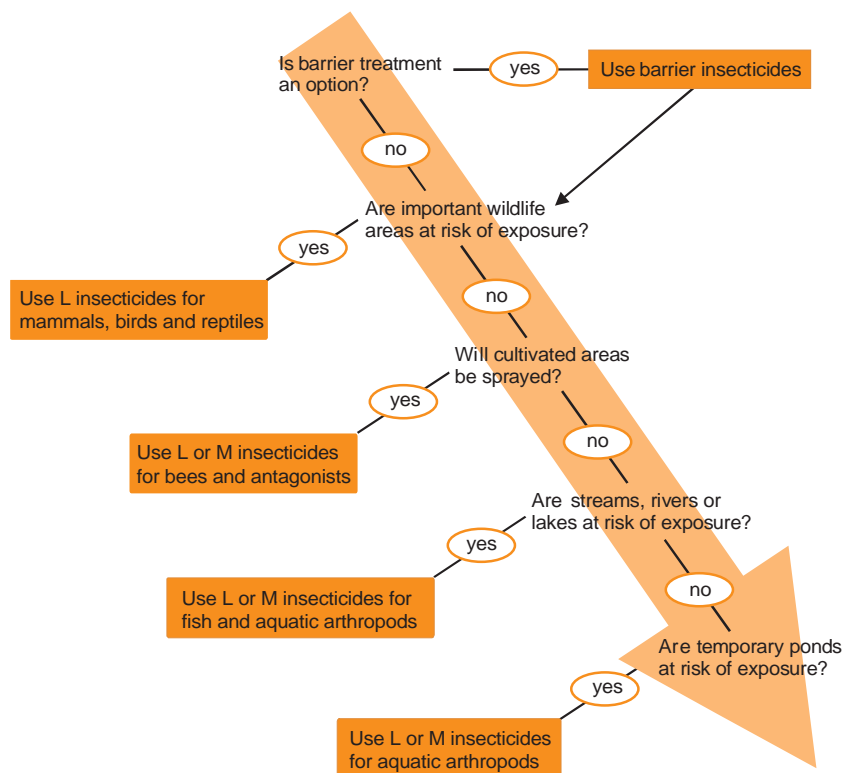 Is barrier treatment
an option?
yes
Use barrier insecticides
no
Are important wildlife
areas at risk of exposure?
yes
Use L insecticides for
mammals, birds and reptiles
no
Will cultivated areas
be sprayed?
yes
Use L or M insecticides
for bees and antagonists
no
Are streams, rivers or
lakes at risk of exposure?
yes
Use L or M insecticides for
fish and aquatic arthropods
no
Are temporary ponds
at risk of exposure?
yes
Use L or M insecticides
for aquatic arthropods